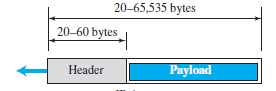 20–65,535 bytes
20–60 bytes
Header Payload